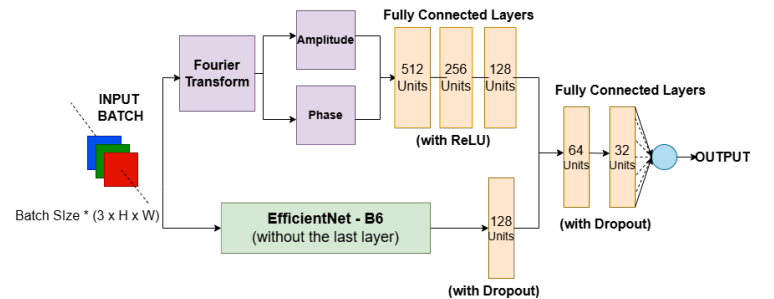 Fully Connected Layers
Amplitude
Fourier
Transform
512
Units
256
Units
128
Units
Phase
(with ReLU)
INPUT
BATCH
Batch SIze * (3 x H x W)
EfficientNet - B6
(without the last layer)
128
Units
(with Dropout)
Fully Connected Layers
64
Units
32
Units
OUTPUT
(with Dropout)